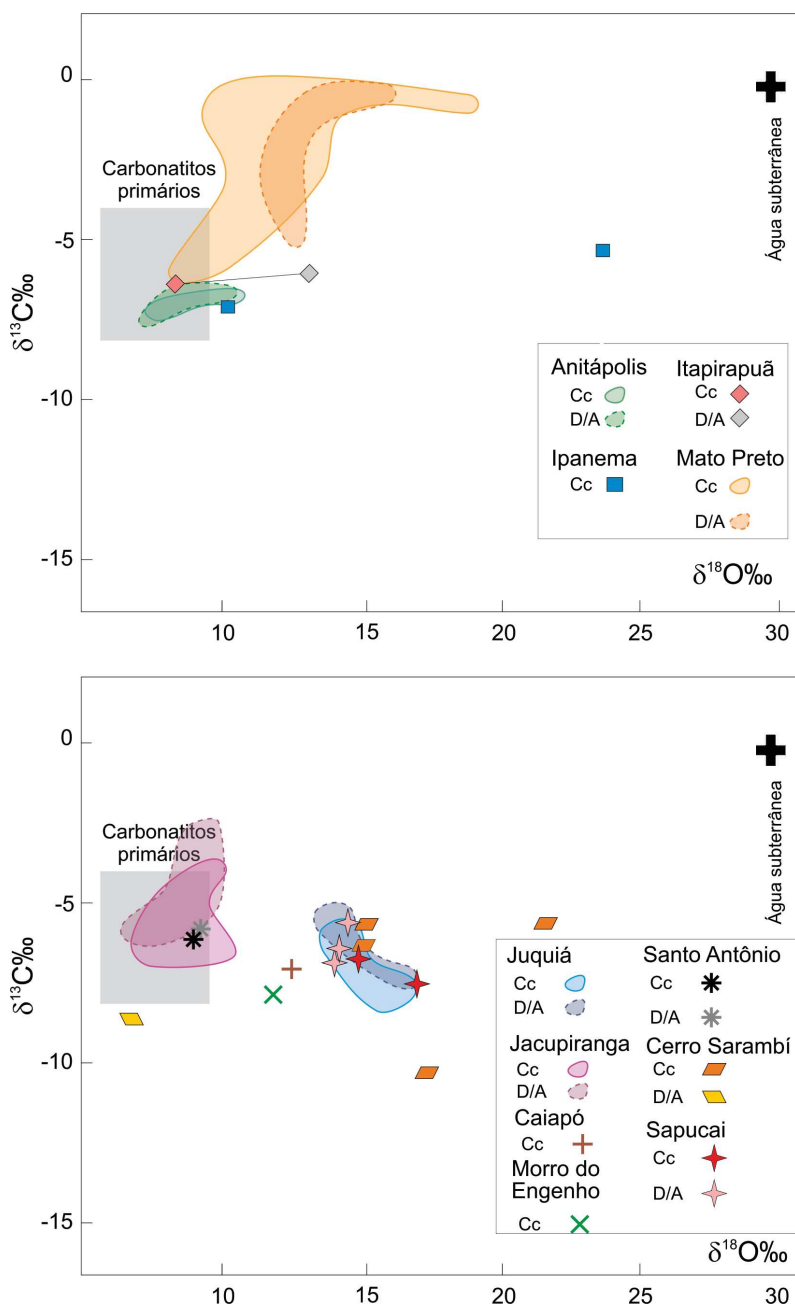 0
-5
-10
-15
δ¹³C‰
Carbonatitos
primários
Água subterrânea
Anitápolis
Cc
D/A
Ipanema
Cc
Itapirapuã
Cc
D/A
Mato Preto
Cc
D/A
δ¹⁸O‰
10
15
20
25
30
0
-5
-10
-15
δ¹³C‰
Carbonatitos
primários
Água subterrânea
Juquiá
Cc
D/A
Jacupiranga
Cc
D/A
Caiapó
Cc
Morro do
Engenho
Cc
Santo Antônio
Cc
D/A
Cerro Sarambí
Cc
D/A
Sapucai
Cc
D/A
δ¹⁸O‰
10
15
20
25
30